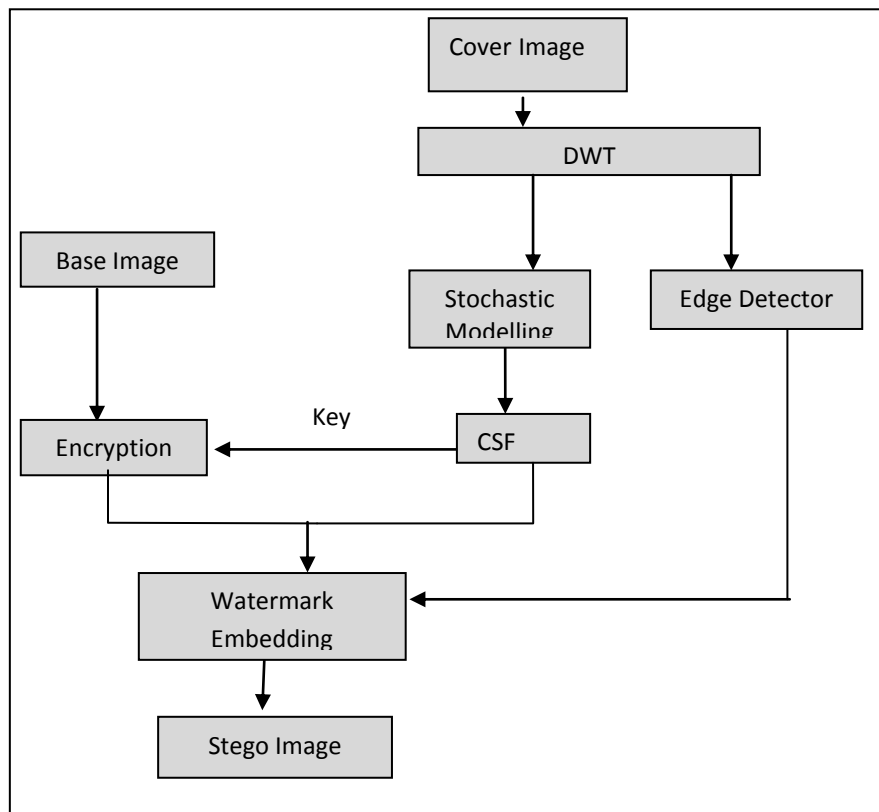 Cover Image
DWT
Base Image
Stochastic
Modelling
Edge Detector
Key
Encryption
CSF
Watermark
Embedding
Stego Image